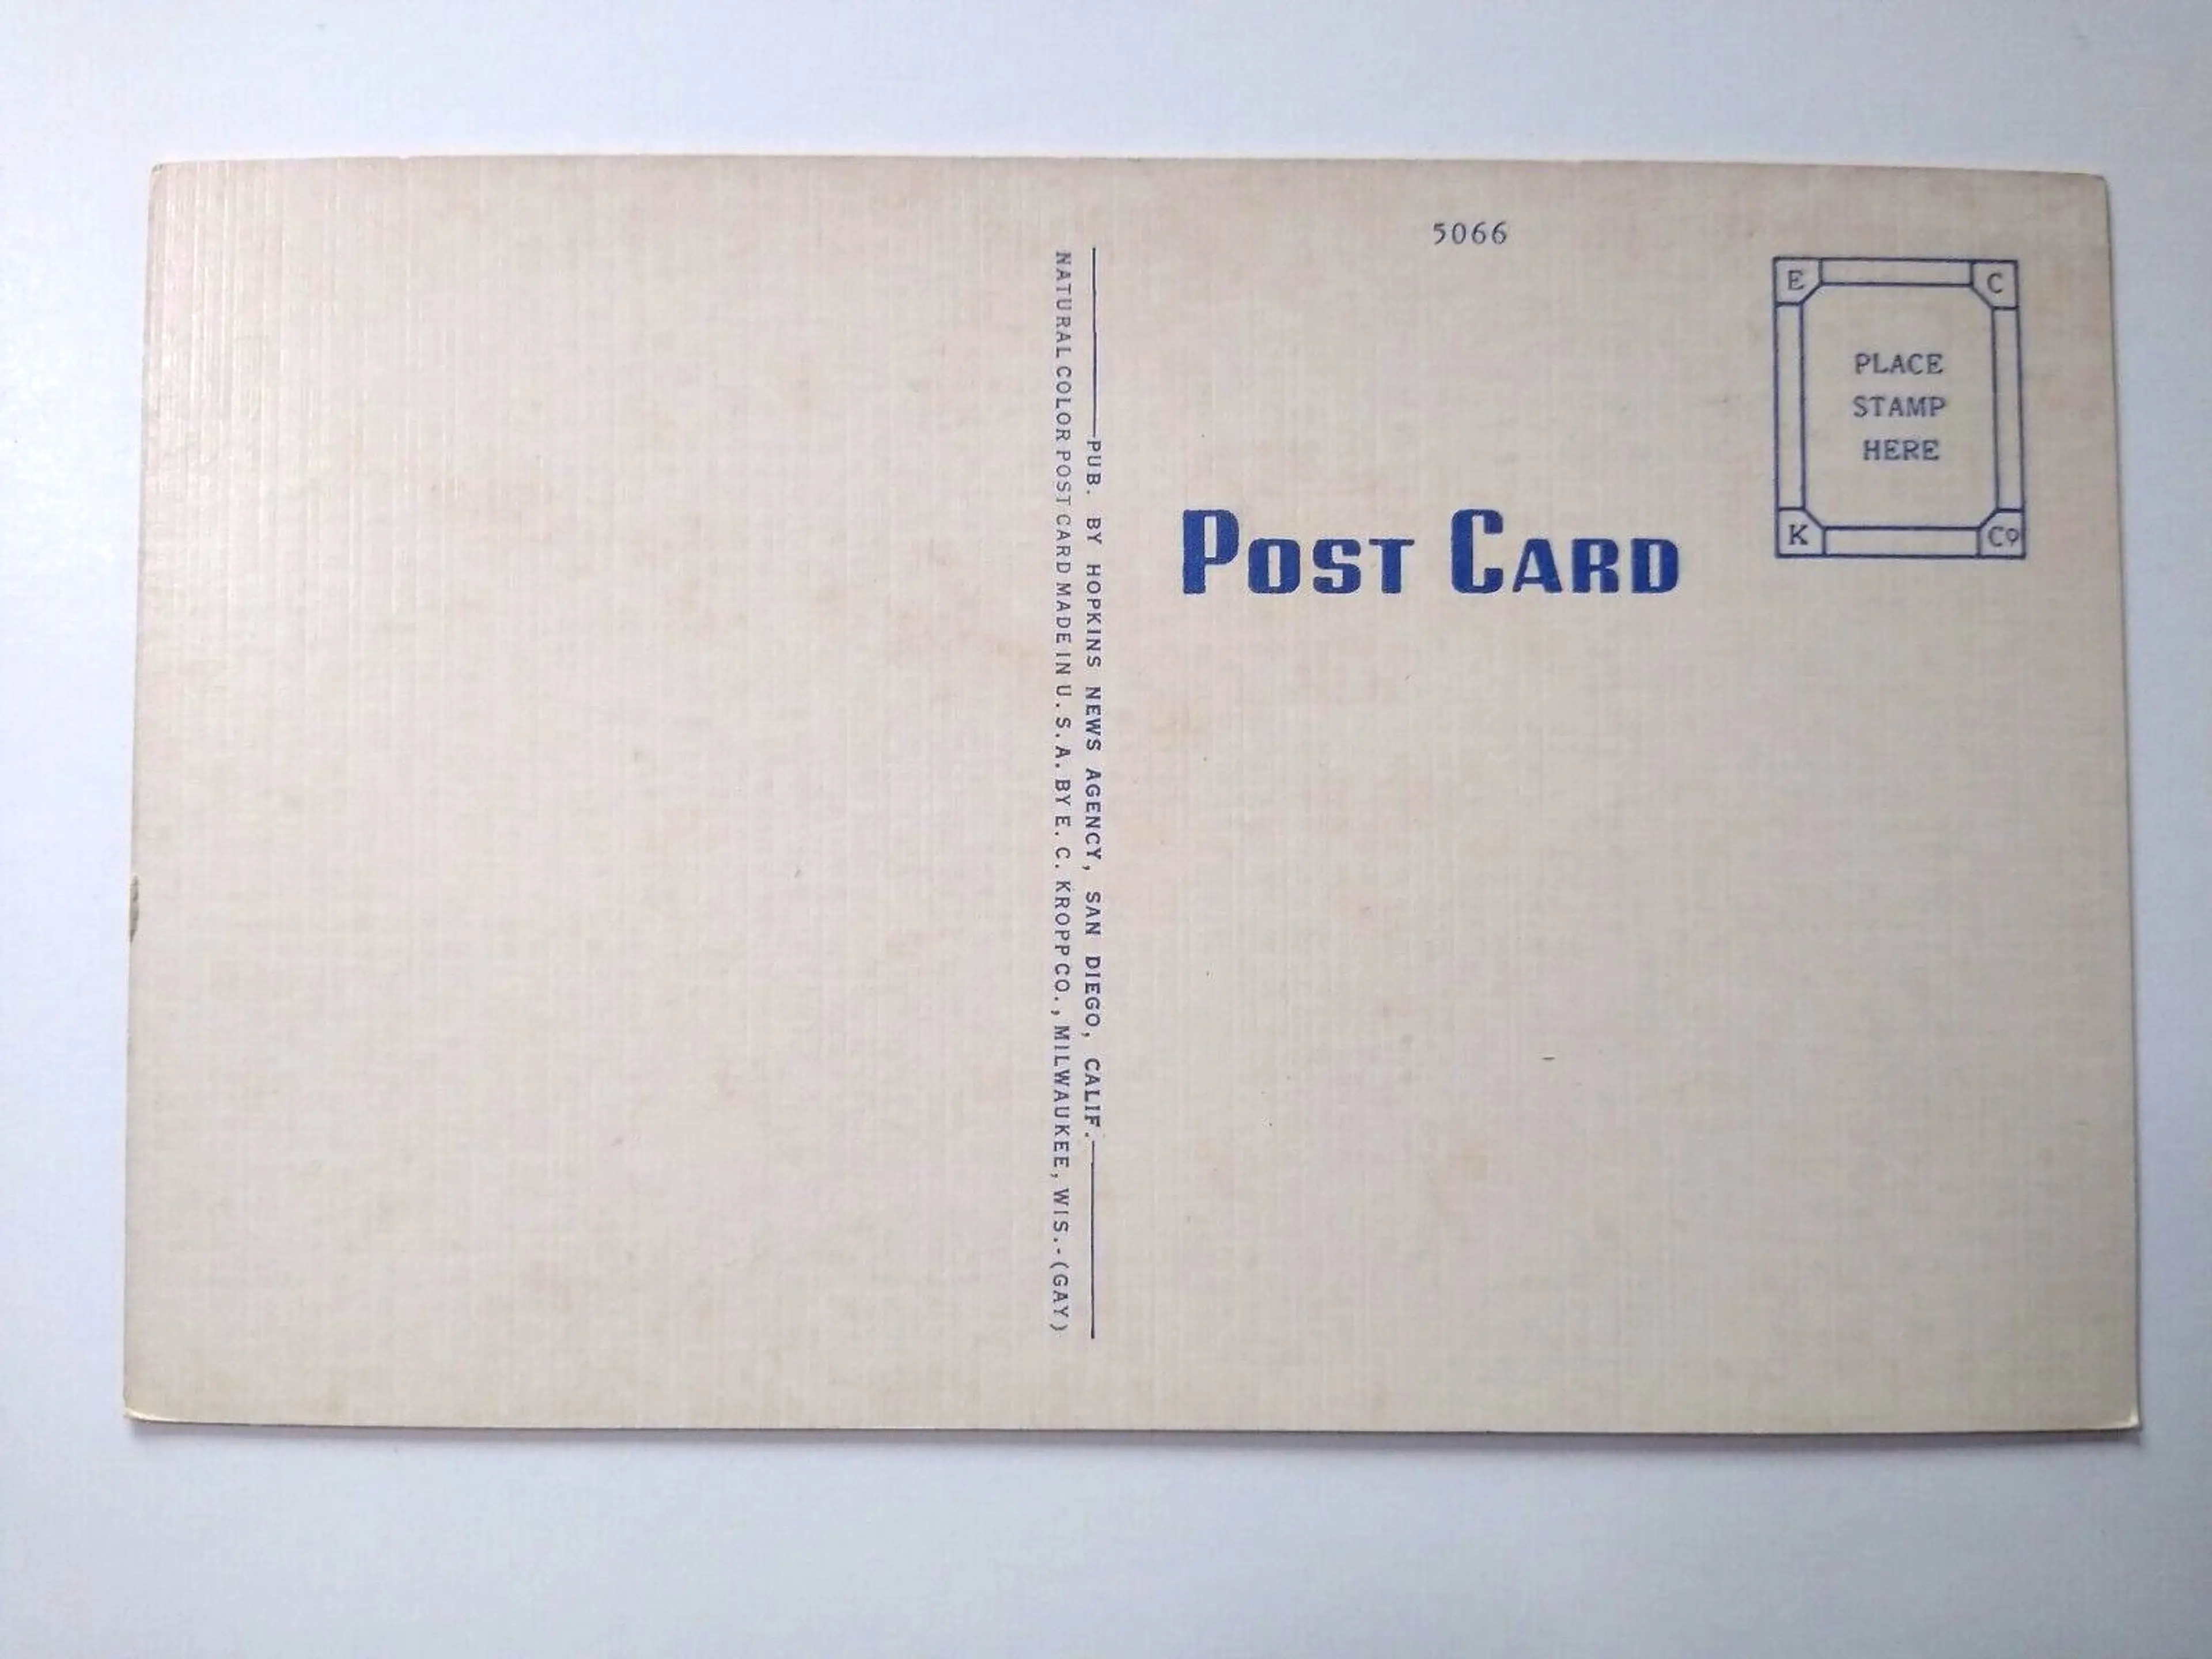 5066
E C
PLACE
STAMP
HERE
K Co
POST CARD
PUB. BY HOPKINS NEWS AGENCY, SAN DIEGO, CALIF.
NATURAL COLOR POST CARD MADE IN U. S. A. BY E. C. KROPP CO., MILWAUKEE, WIS.-(GAY)